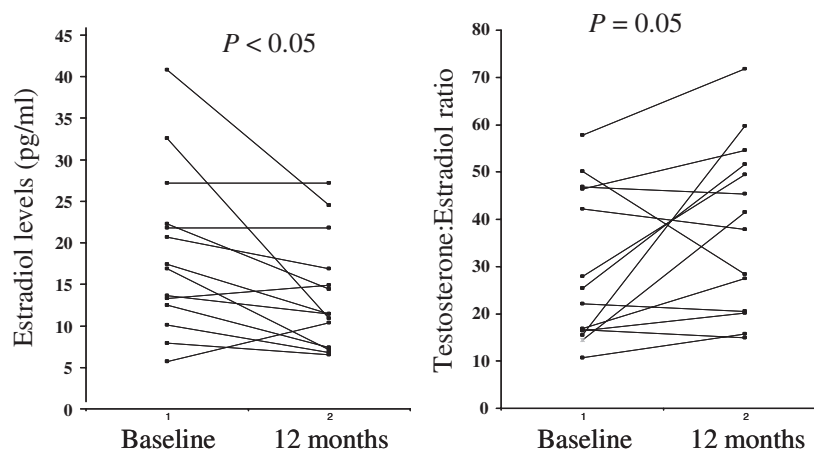 P < 0.05
Estradiol levels (pg/ml)
45
40
35
30
25
20
15
10
5
0
1
2
Baseline
12 months
P = 0.05
Testosterone:Estradiol ratio
80
70
60
50
40
30
20
10
0
1
2
Baseline
12 months